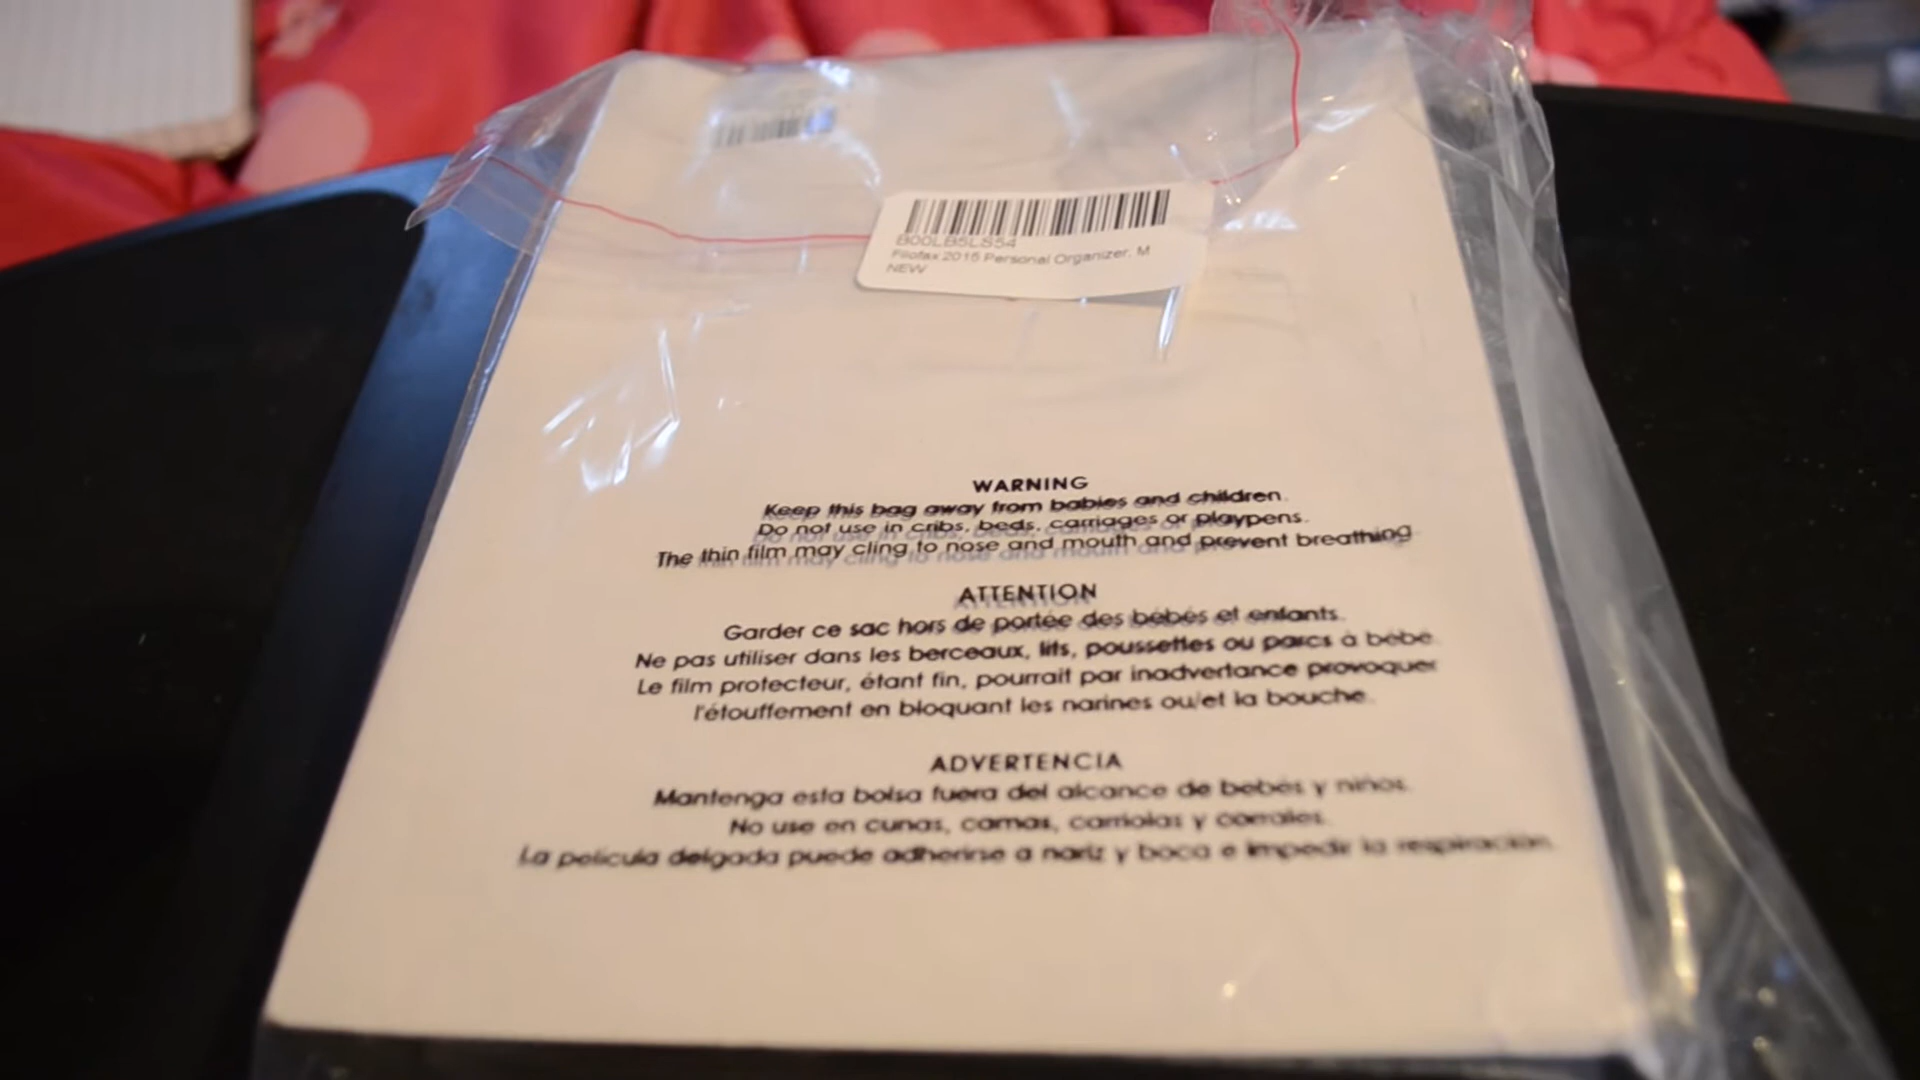 B00LB5LS54
Filofax 2015 Personal Organizer, M
NEW
WARNING
Keep this bag away from babies and children.
Do not use in cribs, beds, carriages or playpens.
The thin film may cling to nose and mouth and prevent breathing.
ATTENTION
Garder ce sac hors de portée des bébés et enfants.
Ne pas utiliser dans les berceaux, lits, poussettes ou parcs à bébé.
Le film protecteur, étant fin, pourrait par inadvertance provoquer
l'étouffement en bloquant les narines ou/et la bouche.
ADVERTENCIA
Mantenga esta bolsa fuera del alcance de bebés y niños.
No use en cunas, camas, carriolas y corrales.
La película delgada puede adherirse a nariz y boca e impedir la respiración.